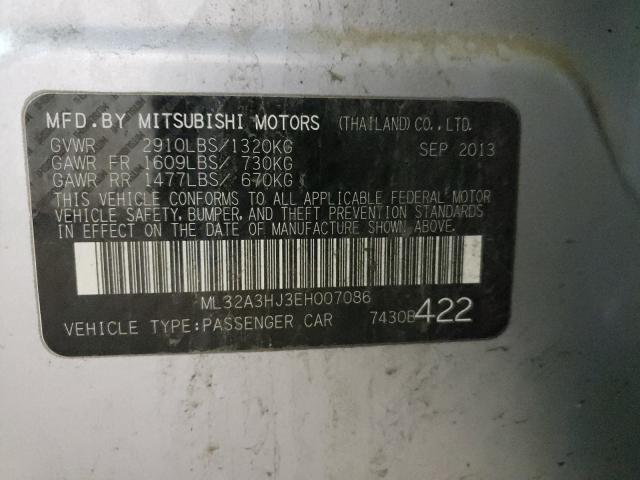 MFD.BY MITSUBISHI MOTORS (THAILAND) CO., LTD.
GVWR 2910LBS/1320KG SEP 2013
GAWR FR 1609LBS/ 730KG
GAWR RR 1477LBS/ 670KG
THIS VEHICLE CONFORMS TO ALL APPLICABLE FEDERAL MOTOR
VEHICLE SAFETY, BUMPER, AND THEFT PREVENTION STANDARDS
IN EFFECT ON THE DATE OF MANUFACTURE SHOWN ABOVE.
ML32A3HJ3EH007086
VEHICLE TYPE:PASSENGER CAR 7430B422